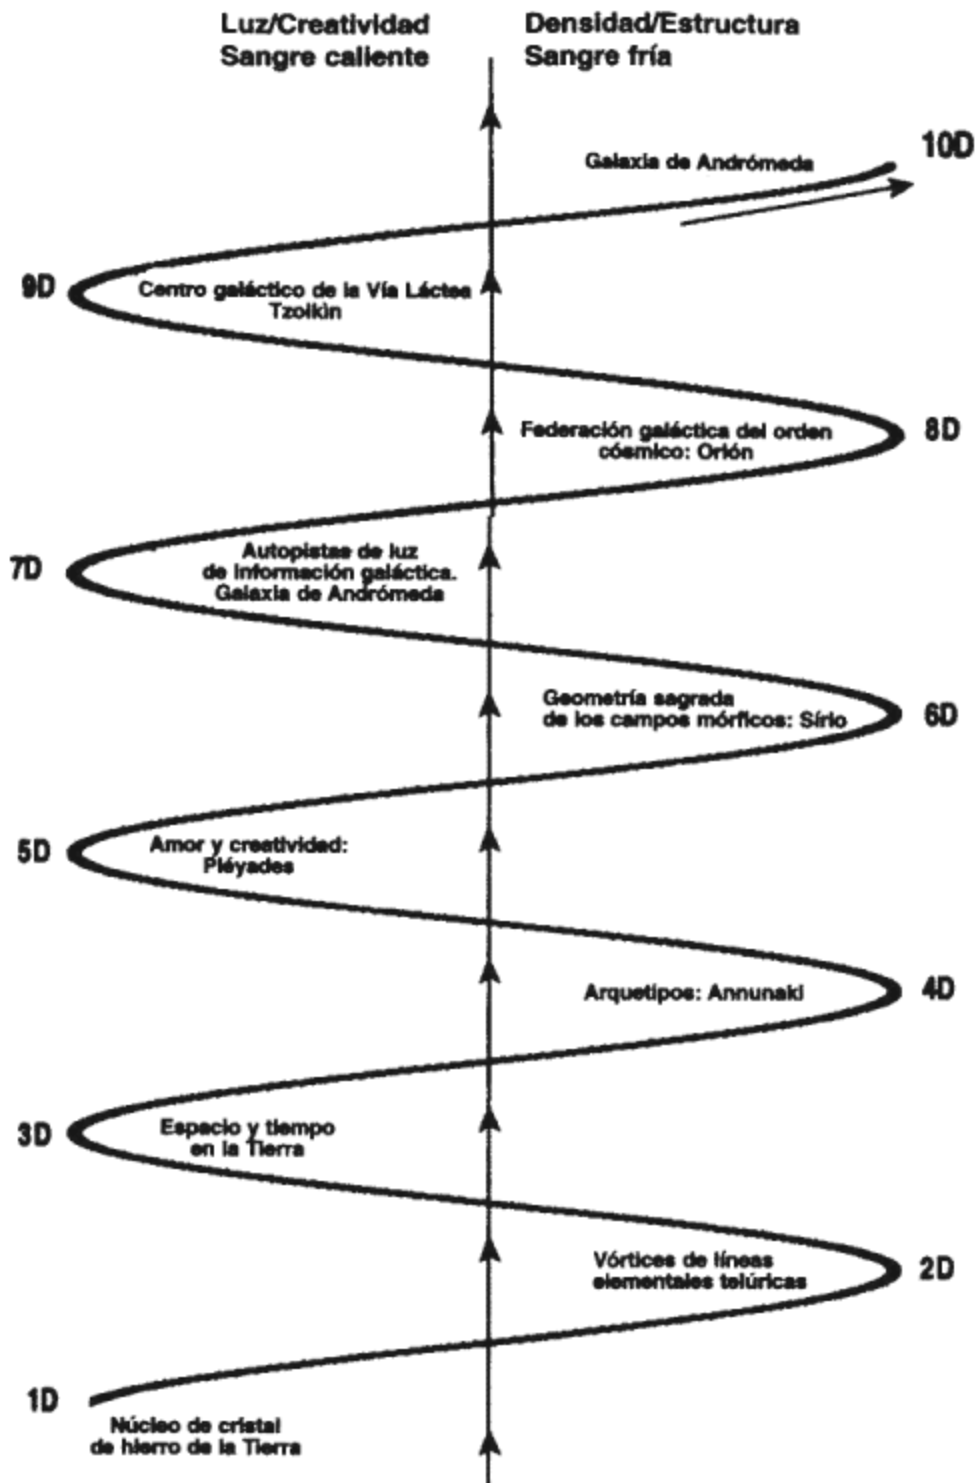 Luz/Creatividad
Sangre caliente
Densidad/Estructura
Sangre fría
10D
Galaxia de Andrómeda
9D
Centro galáctico de la Vía Láctea
Tzolkin
8D
Federación galáctica del orden
cósmico: Orión
7D
Autopistas de luz
de información galáctica.
Galaxia de Andrómeda
6D
Geometría sagrada
de los campos mórficos: Sírio
5D
Amor y creatividad:
Pléyades
4D
Arquetipos: Annunaki
3D
Espacio y tiempo
en la Tierra
2D
Vórtices de líneas
elementales telúricas
1D
Núcleo de cristal
de hierro de la Tierra